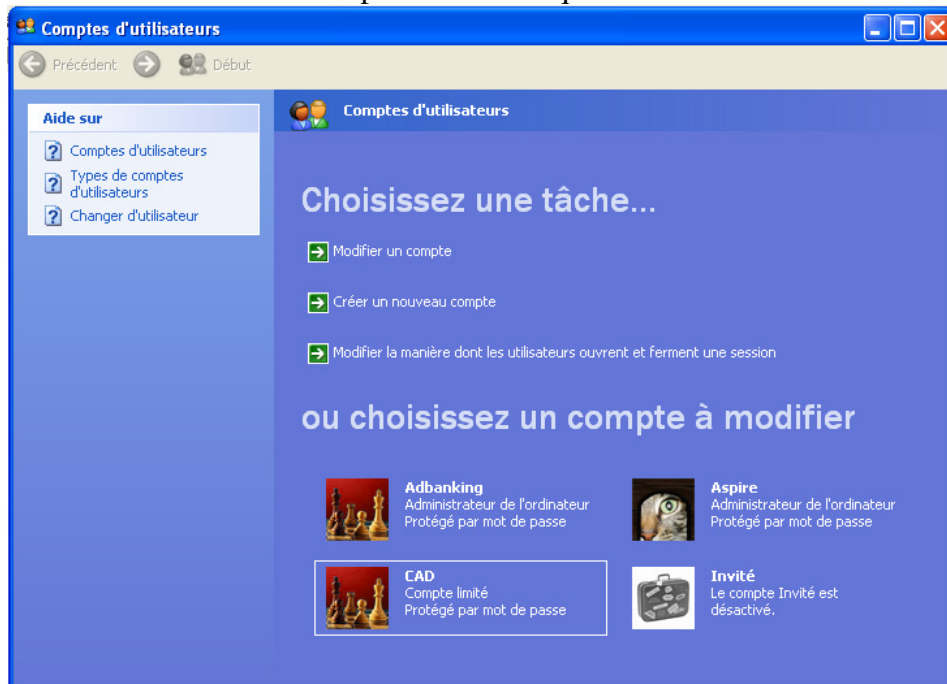 Comptes d'utilisateurs
Précédent
Début
Aide sur
Comptes d'utilisateurs
Types de comptes
d'utilisateurs
Changer d'utilisateur
Comptes d'utilisateurs
Choisissez une tâche...
Modifier un compte
Créer un nouveau compte
Modifier la manière dont les utilisateurs ouvrent et ferment une session
ou choisissez un compte à modifier
Adbanking
Administrateur de l'ordinateur
Protégé par mot de passe
Aspire
Administrateur de l'ordinateur
Protégé par mot de passe
CAD
Compte limité
Protégé par mot de passe
Invité
Le compte Invité est
désactivé.